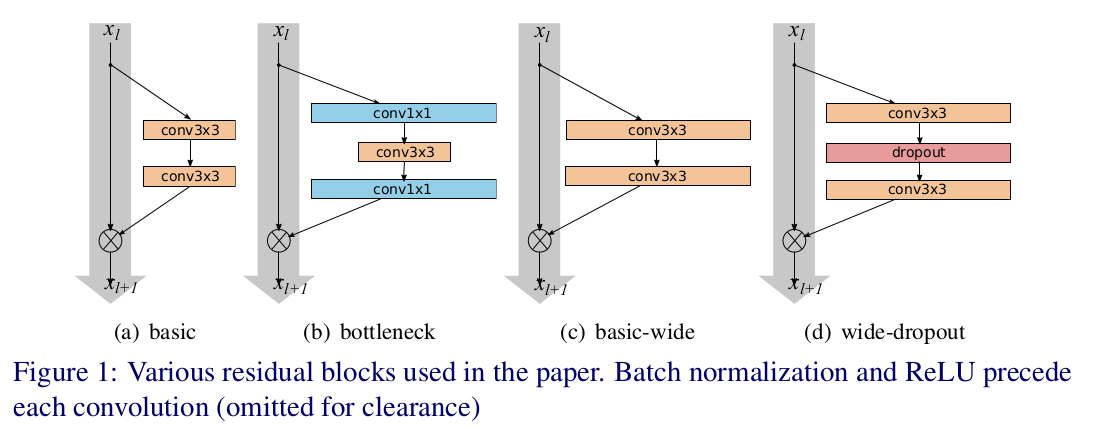 x_l
conv3x3
conv3x3
x_{l+1}
(a) basic
x_l
conv1x1
conv3x3
conv1x1
x_{l+1}
(b) bottleneck
x_l
conv3x3
conv3x3
x_{l+1}
(c) basic-wide
x_l
conv3x3
dropout
conv3x3
x_{l+1}
(d) wide-dropout
Figure 1: Various residual blocks used in the paper. Batch normalization and ReLU precede
each convolution (omitted for clearance)